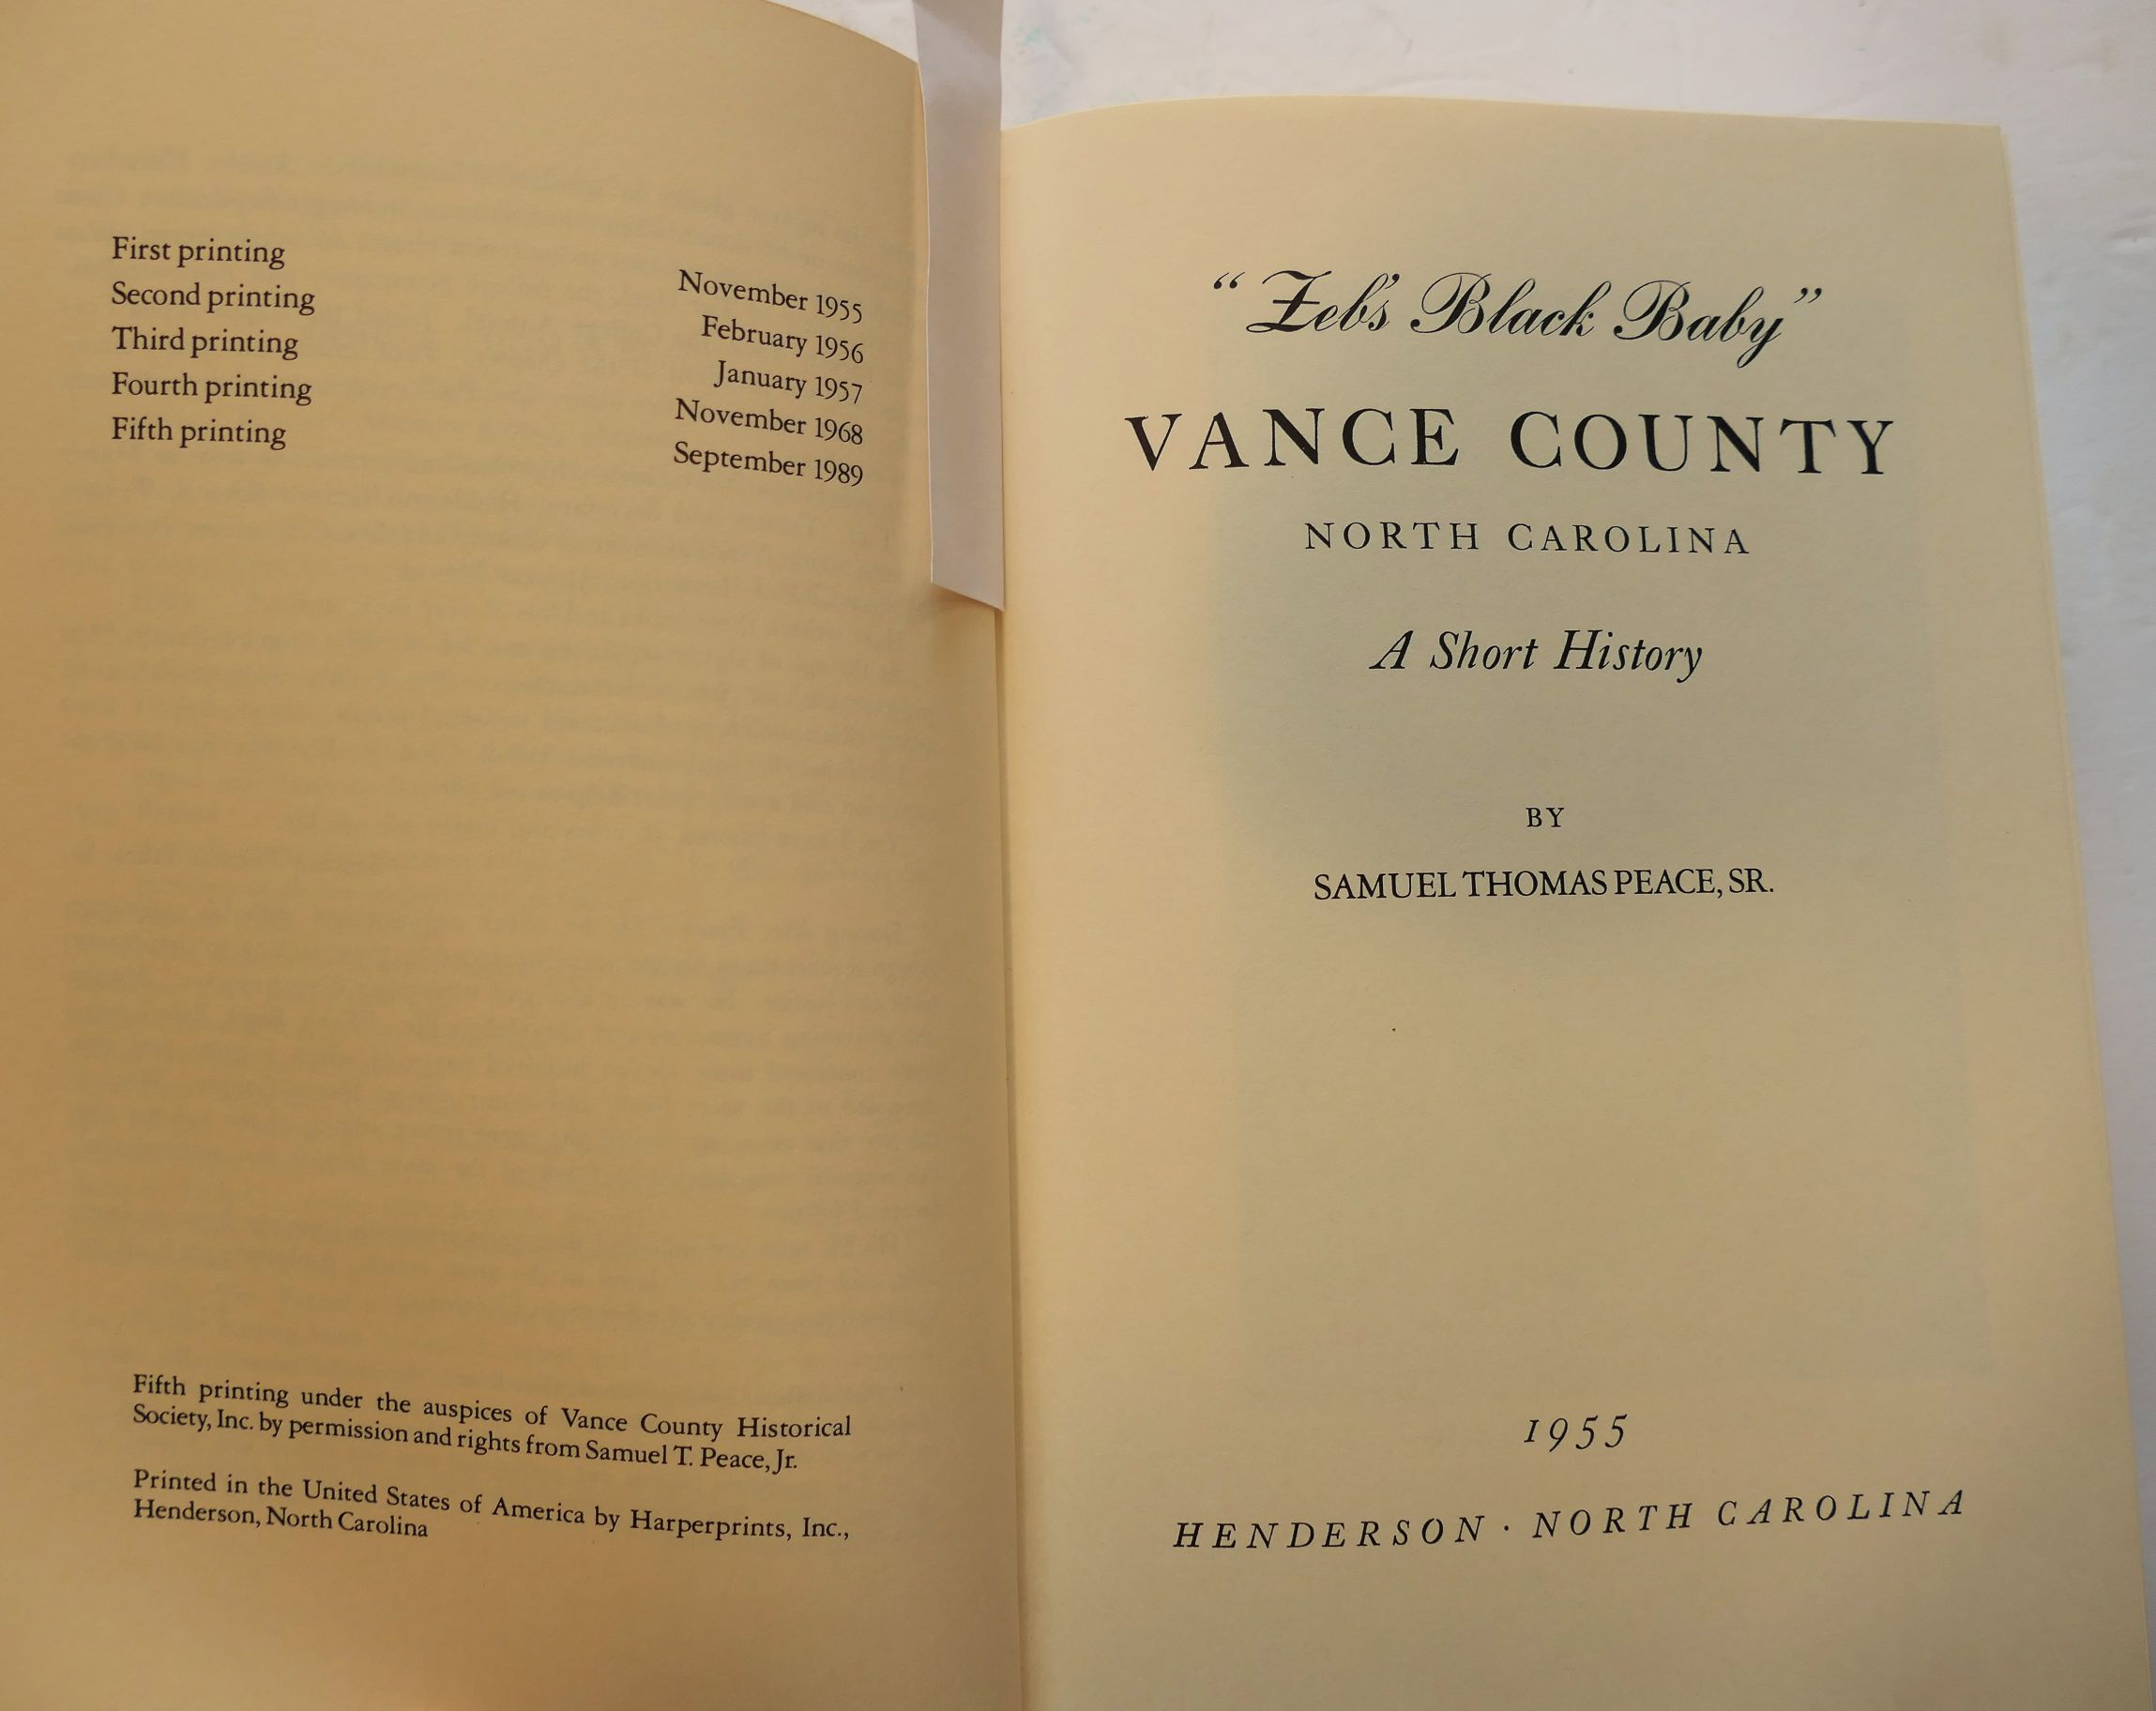 First printing November 1955
Second printing February 1956
Third printing January 1957
Fourth printing November 1968
Fifth printing September 1989
Fifth printing under the auspices of Vance County Historical
Society, Inc. by permission and rights from Samuel T. Peace, Jr.
Printed in the United States of America by Harperprints, Inc.,
Henderson, North Carolina
“Zeb's Black Baby”
VANCE COUNTY
NORTH CAROLINA
A Short History
BY
SAMUEL THOMAS PEACE, SR.
1955
HENDERSON · NORTH CAROLINA